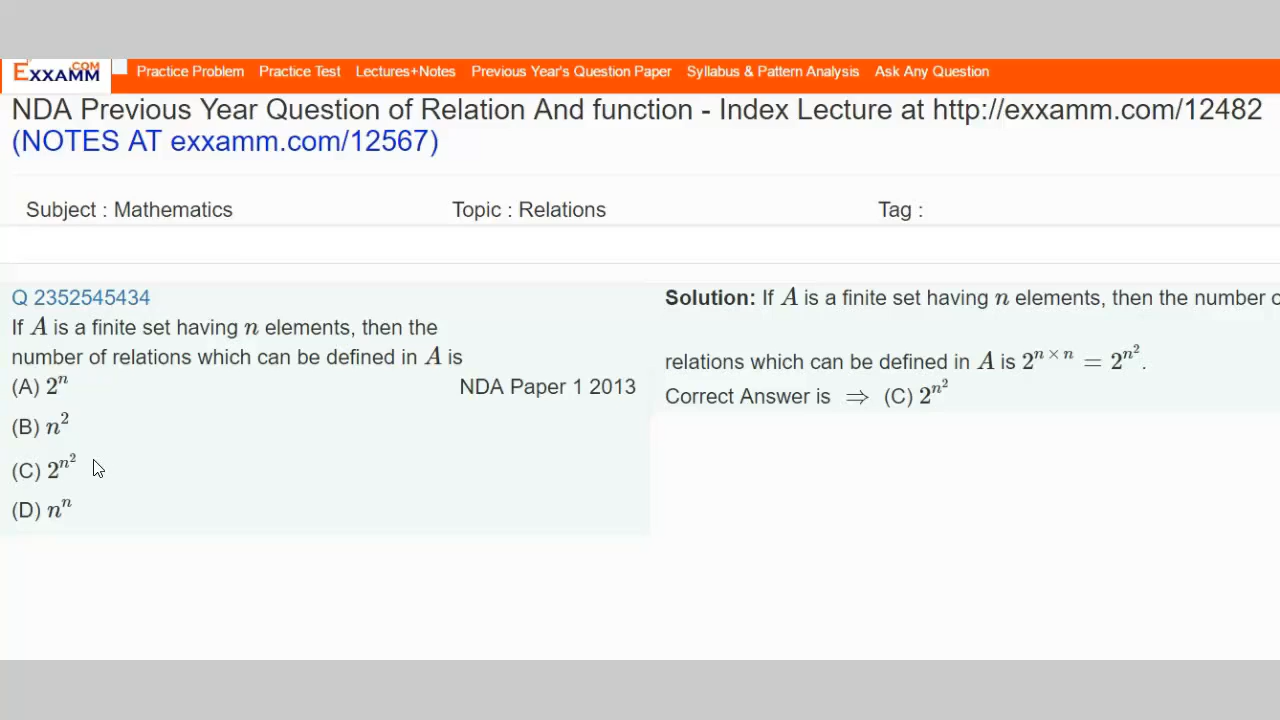 EXXAMM.COM
Practice Problem Practice Test Lectures+Notes Previous Year's Question Paper Syllabus & Pattern Analysis Ask Any Question
NDA Previous Year Question of Relation And function - Index Lecture at http://exxamm.com/12482
(NOTES AT exxamm.com/12567)
Subject : Mathematics Topic : Relations Tag :
Q 2352545434
If A is a finite set having n elements, then the
number of relations which can be defined in A is
(A) 2^n NDA Paper 1 2013
(B) n^2
(C) 2^{n^2}
(D) n^n
Solution: If A is a finite set having n elements, then the number o
relations which can be defined in A is 2^{n × n} = 2^{n^2}.
Correct Answer is ⇒ (C) 2^{n^2}